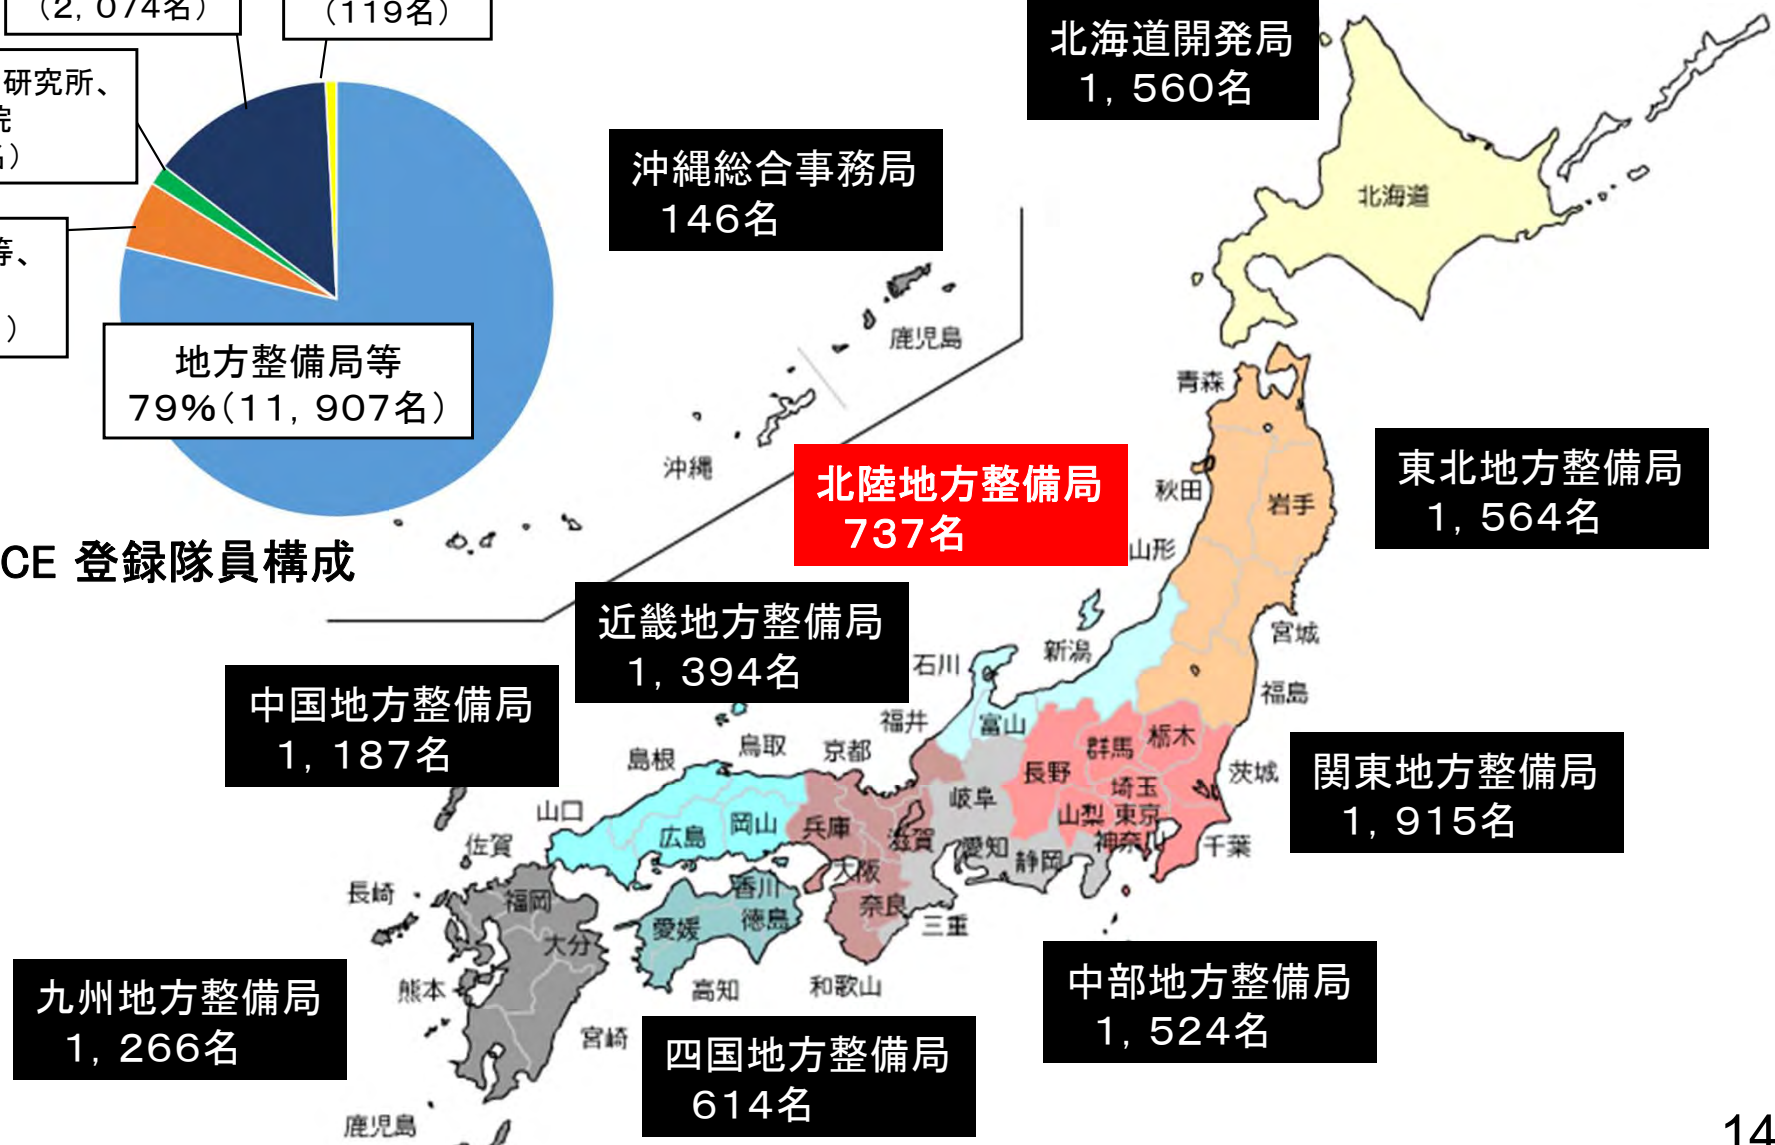 (2,074名)
(119名)
研究所、
院
名)
等、
)
地方整備局等
79%(11,907名)
CE 登録隊員構成
北海道開発局
1,560名
沖縄総合事務局
146名
北陸地方整備局
737名
東北地方整備局
1,564名
近畿地方整備局
1,394名
中国地方整備局
1,187名
関東地方整備局
1,915名
九州地方整備局
1,266名
四国地方整備局
614名
中部地方整備局
1,524名
北海道
鹿児島
沖縄
青森
秋田
岩手
山形
宮城
新潟
石川
福島
富山
福井
群馬
栃木
長野
茨城
埼玉
山梨
東京
神奈川
千葉
岐阜
愛知
静岡
三重
滋賀
京都
兵庫
大阪
奈良
和歌山
鳥取
島根
岡山
広島
山口
香川
徳島
愛媛
高知
佐賀
長崎
福岡
大分
熊本
宮崎
鹿児島
14